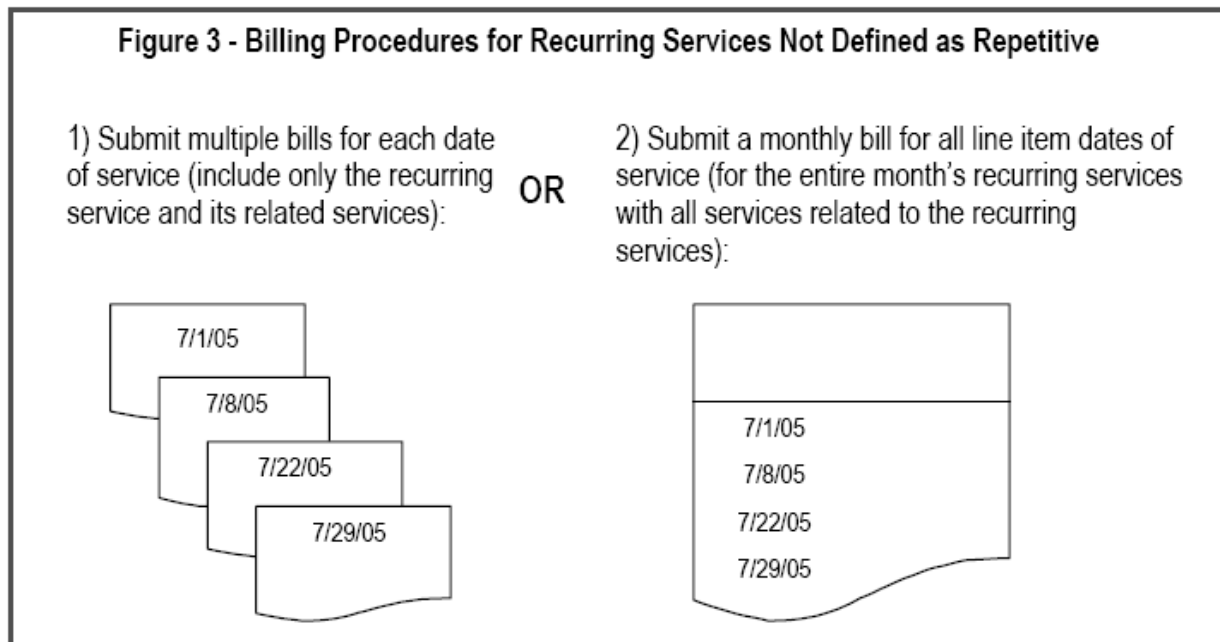 Figure 3 - Billing Procedures for Recurring Services Not Defined as Repetitive
1) Submit multiple bills for each date
of service (include only the recurring
service and its related services):
OR
2) Submit a monthly bill for all line item dates of
service (for the entire month's recurring services
with all services related to the recurring
services):
7/1/05
7/8/05
7/22/05
7/29/05
7/1/05
7/8/05
7/22/05
7/29/05